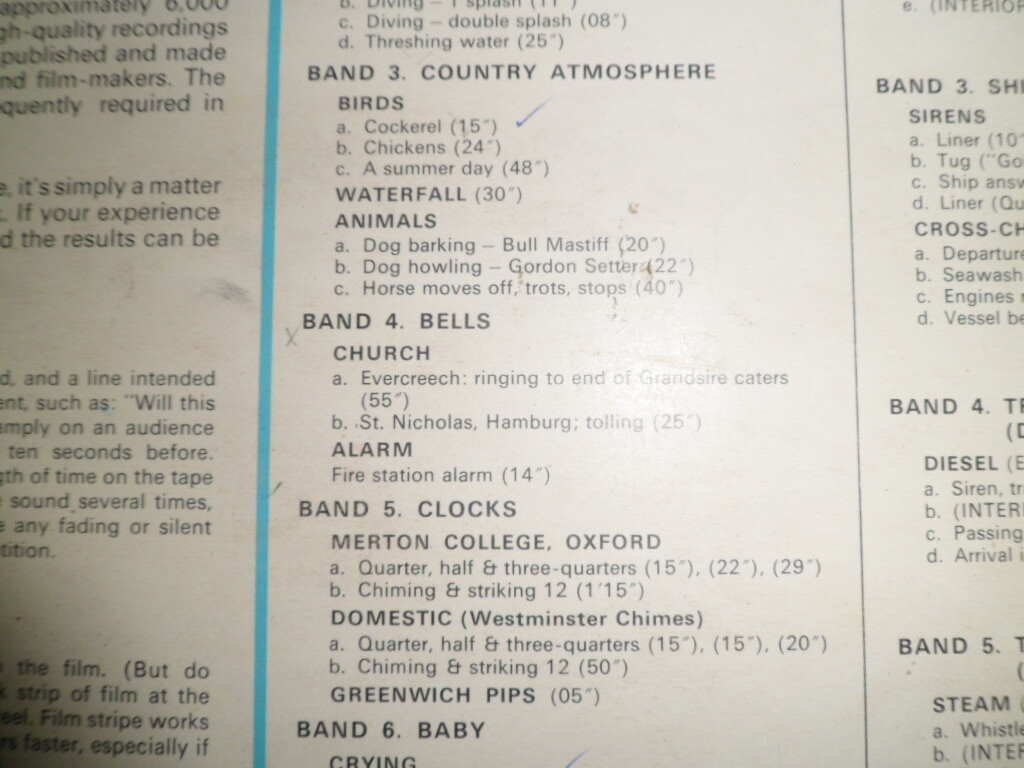 approximately 6,000
gh-quality recordings
published and made
nd film-makers. The
equently required in
e, it's simply a matter
. If your experience
d the results can be
d, and a line intended
ent, such as: "Will this
amply on an audience
ten seconds before.
gth of time on the tape
sound several times,
e any fading or silent
tition.
the film. (But do
k strip of film at the
eel. Film stripe works
rs faster, especially if
b. Diving – 1 splash (11″)
c. Diving – double splash (08″)
d. Threshing water (25″)
BAND 3. COUNTRY ATMOSPHERE
BIRDS
a. Cockerel (15″)
b. Chickens (24″)
c. A summer day (48″)
WATERFALL (30″)
ANIMALS
a. Dog barking – Bull Mastiff (20″)
b. Dog howling – Gordon Setter (22″)
c. Horse moves off, trots, stops (40″)
BAND 4. BELLS
CHURCH
a. Evercreech: ringing to end of Grandsire caters
(55″)
b. St. Nicholas, Hamburg; tolling (25″)
ALARM
Fire station alarm (14″)
BAND 5. CLOCKS
MERTON COLLEGE, OXFORD
a. Quarter, half & three-quarters (15″), (22″), (29″)
b. Chiming & striking 12 (1′15″)
DOMESTIC (Westminster Chimes)
a. Quarter, half & three-quarters (15″), (15″), (20″)
b. Chiming & striking 12 (50″)
GREENWICH PIPS (05″)
BAND 6. BABY
CRYING
e. (INTERIOR
BAND 3. SHI
SIRENS
a. Liner (10″
b. Tug ("Go
c. Ship answ
d. Liner (Qu
CROSS-CH
a. Departure
b. Seawash
c. Engines
d. Vessel be
BAND 4. TR
(D
DIESEL (E
a. Siren, tr
b. (INTERI
c. Passing
d. Arrival i
BAND 5. T
(
STEAM (
a. Whistle
b. (INTER